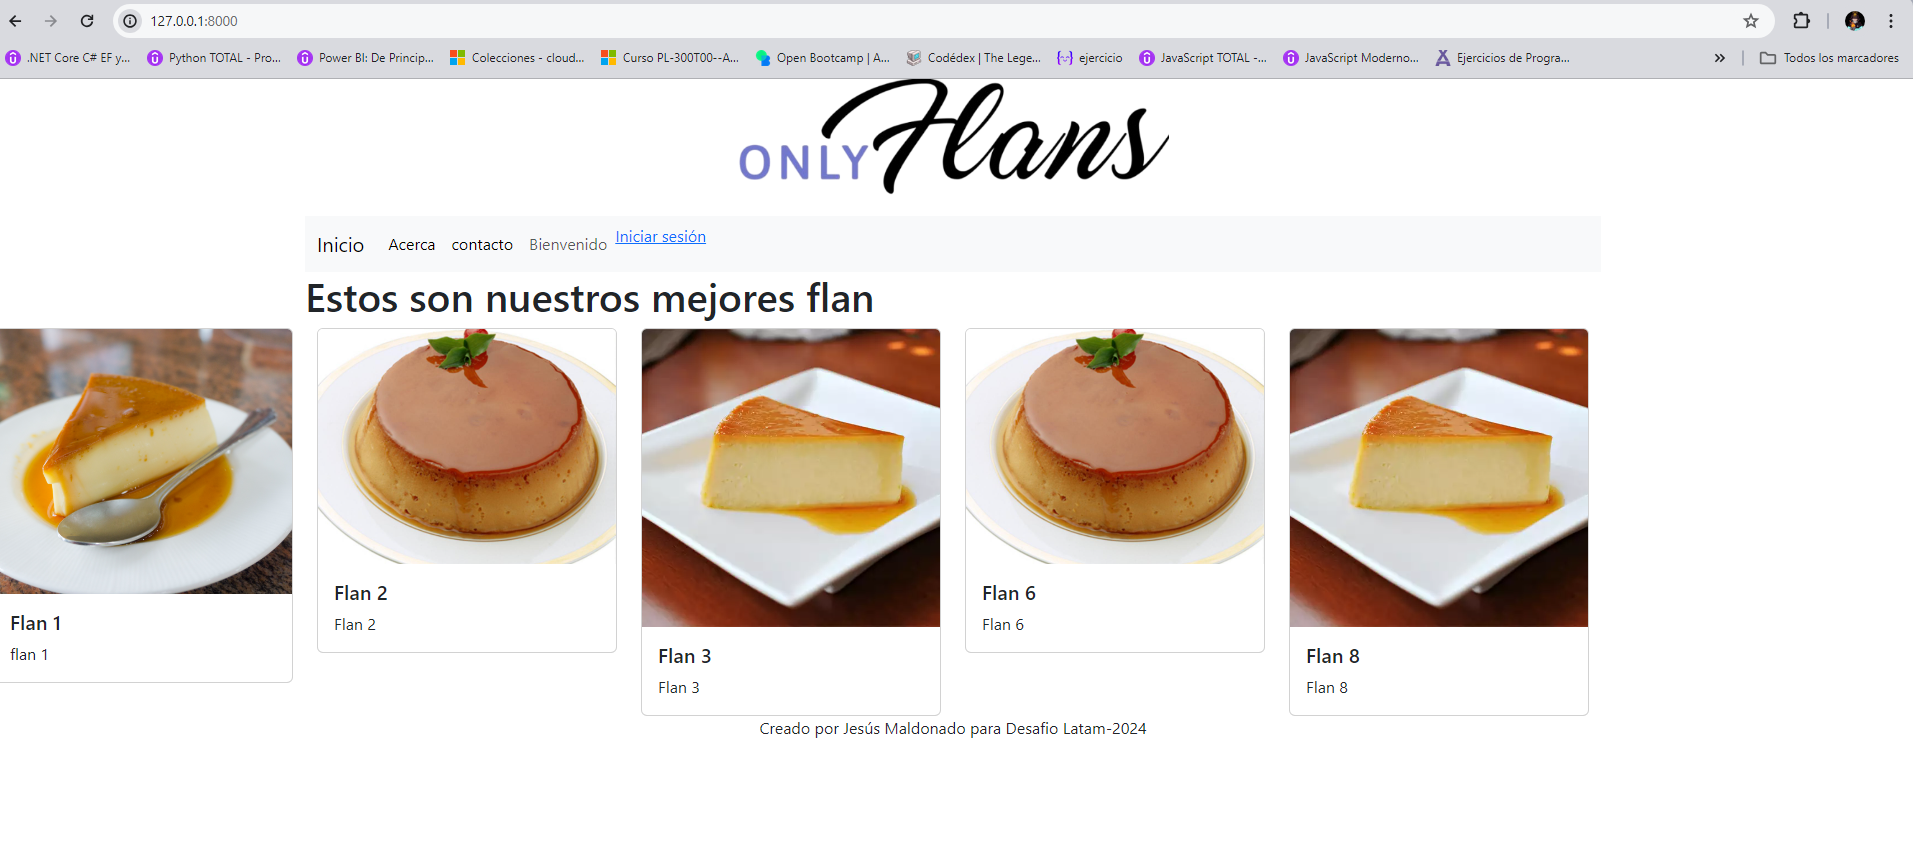 127.0.0.1:8000
.NET Core C# EF y...
Python TOTAL - Pro...
Power BI: De Princip...
Colecciones - cloud...
Curso PL-300T00--A...
Open Bootcamp | A...
Codédex | The Lege...
ejercicio
JavaScript TOTAL -...
JavaScript Moderno...
Ejercicios de Progra...
Todos los marcadores
ONLY Flans
Inicio
Acerca
contacto
Bienvenido
Iniciar sesión
Estos son nuestros mejores flan
Flan 1
flan 1
Flan 2
Flan 2
Flan 3
Flan 3
Flan 6
Flan 6
Flan 8
Flan 8
Creado por Jesús Maldonado para Desafio Latam-2024